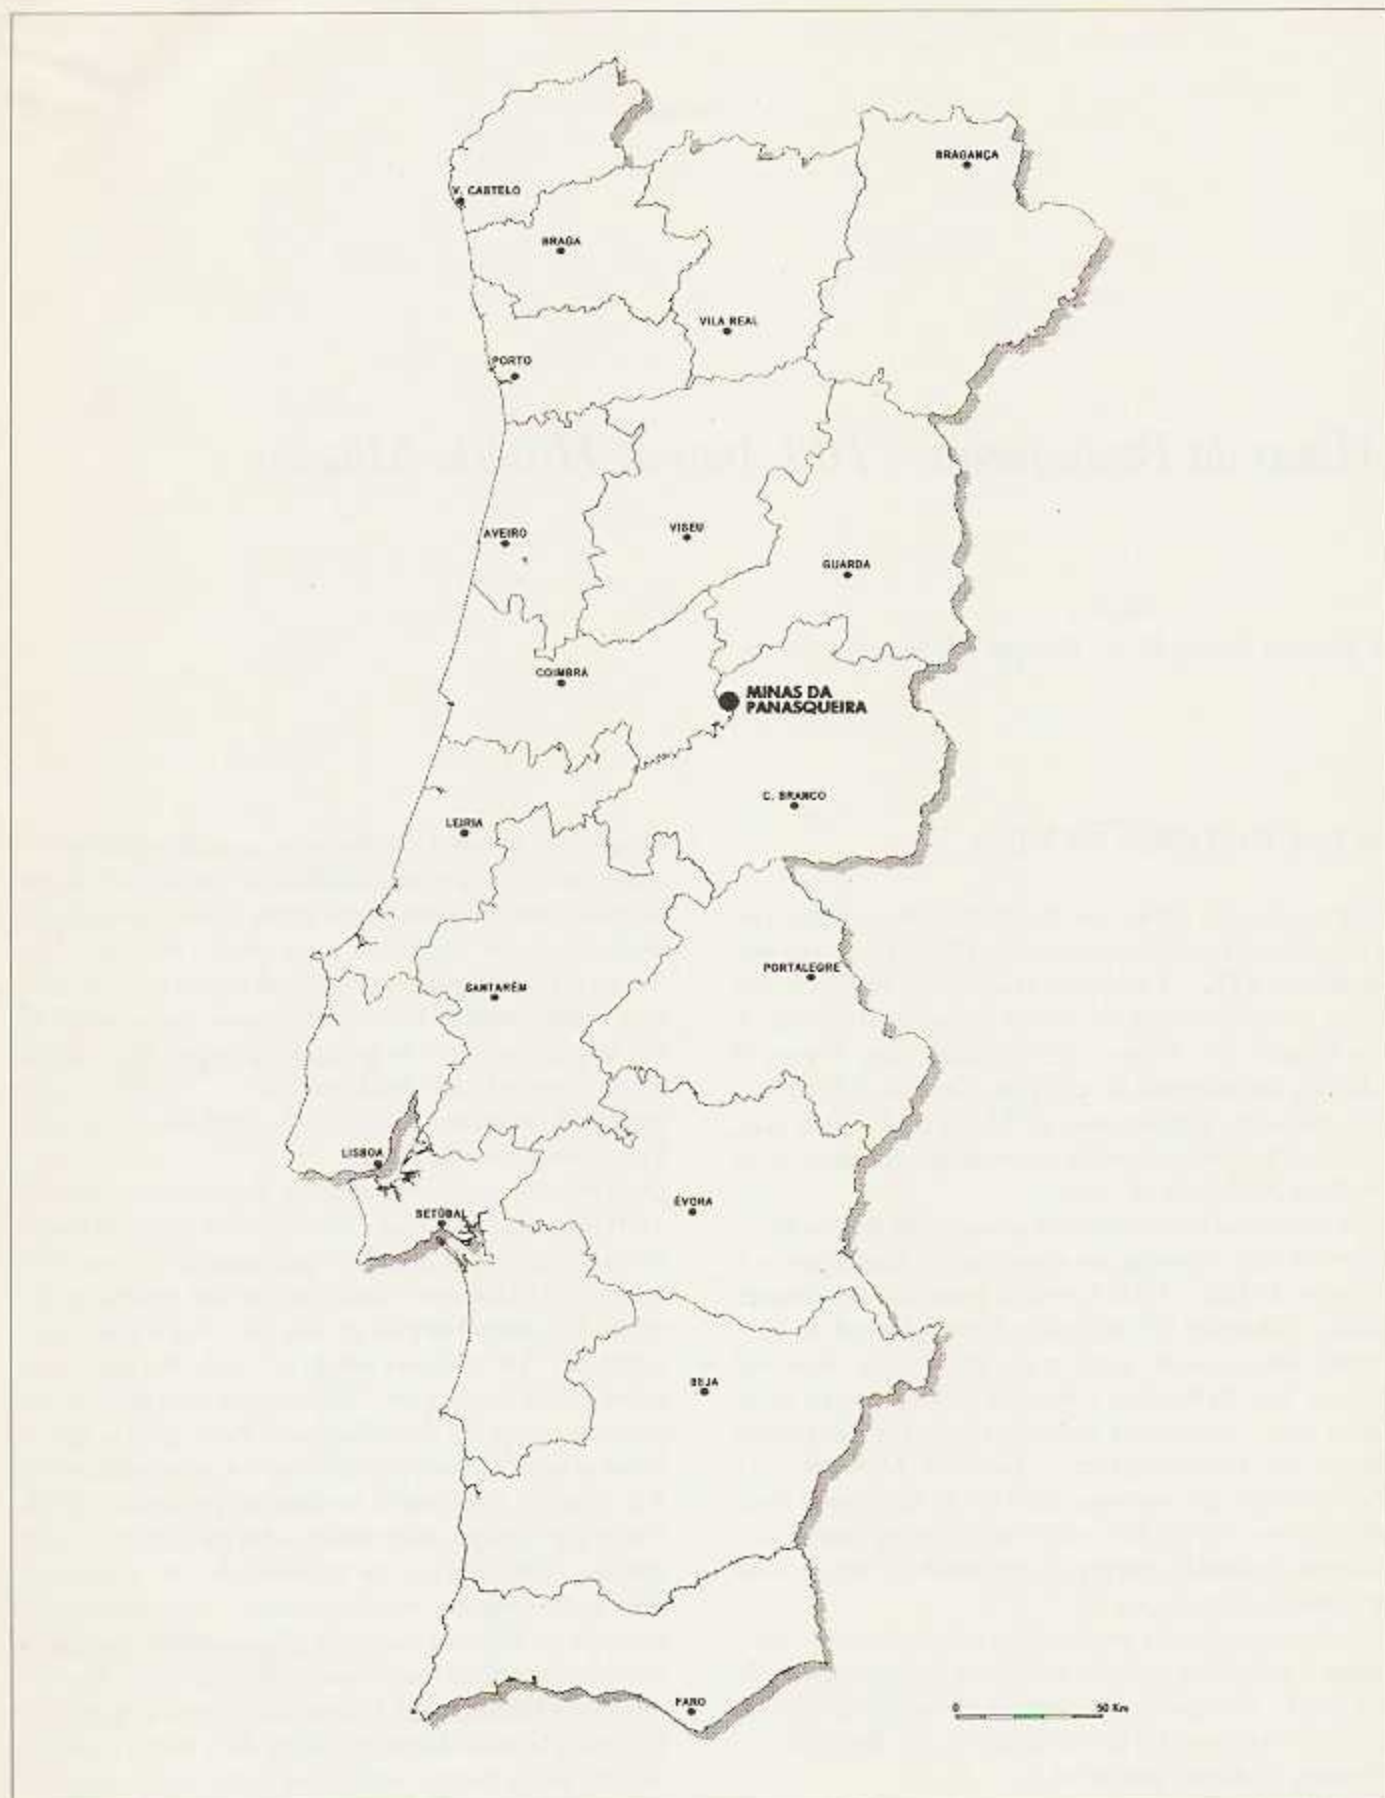 BRAGANÇA
V. CASTELO
BRAGA
VILA REAL
PORTO
AVEIRO
VISEU
GUARDA
COIMBRA
MINAS DA
PANASQUEIRA
C. BRANCO
LEIRIA
PORTALEGRE
SANTARÉM
LISBOA
ÉVORA
SETÚBAL
BEJA
FARO
0 50 Km